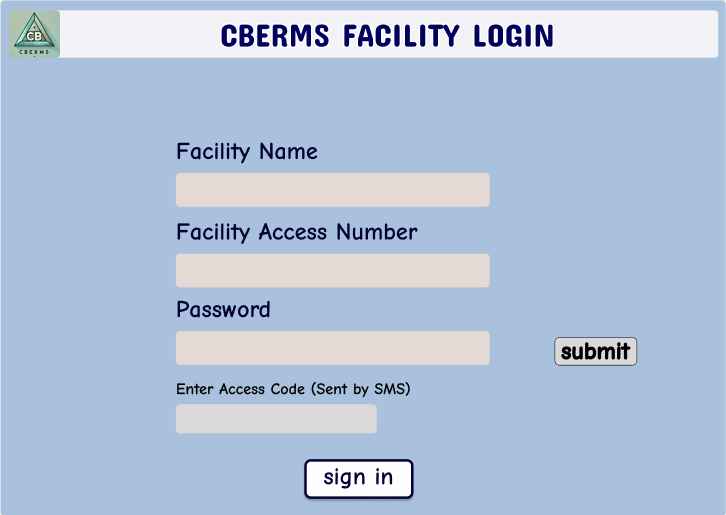 CB
CBERMS
CBERMS FACILITY LOGIN
Facility Name
Facility Access Number
Password
submit
Enter Access Code (Sent by SMS)
sign in